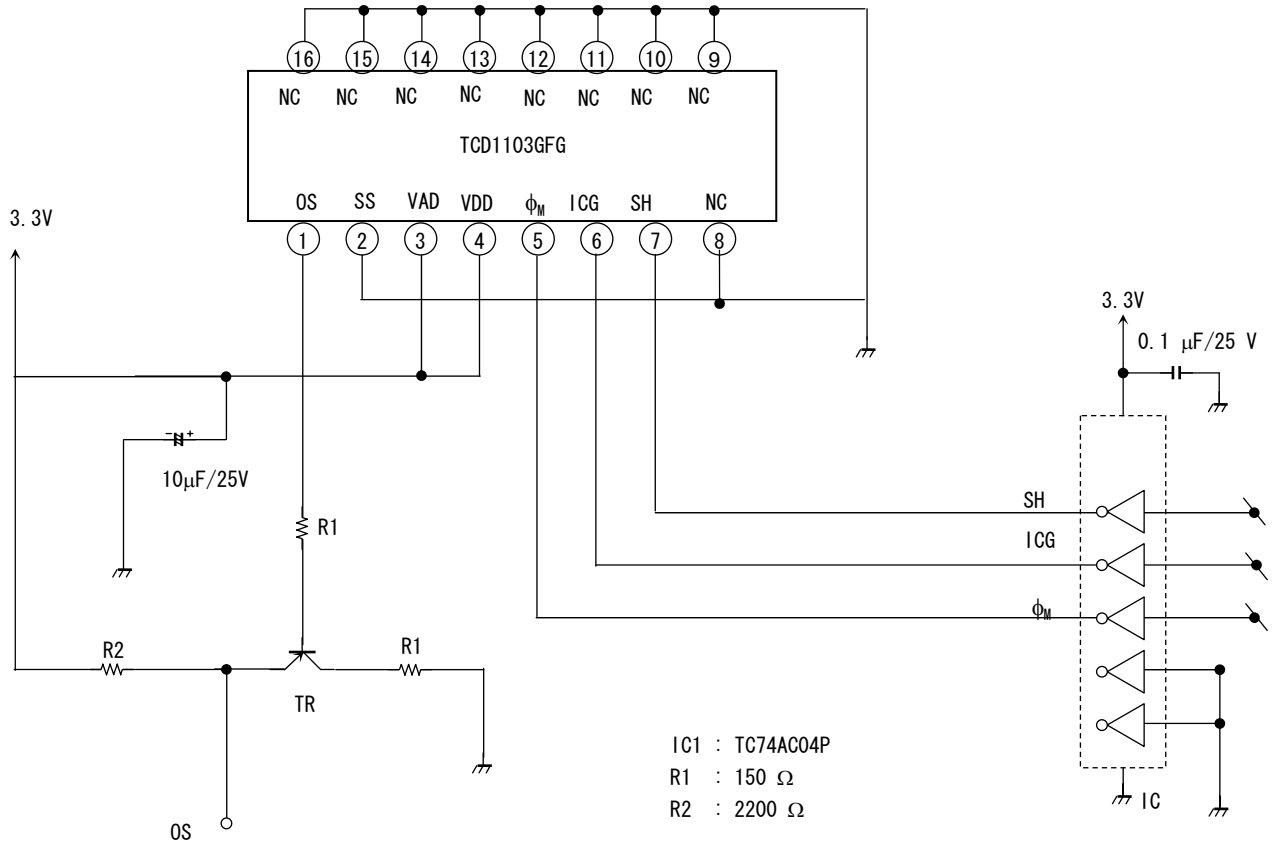 16 15 14 13 12 11 10 9
NC NC NC NC NC NC NC NC
TCD1103GFG
OS SS VAD VDD ϕM ICG SH NC
1 2 3 4 5 6 7 8
3.3V
3.3V
0.1 μF/25 V
- +
10μF/25V
SH
R1
ICG
ϕM
R2
R1
TR
IC1 : TC74AC04P
R1 : 150 Ω
R2 : 2200 Ω
IC
OS